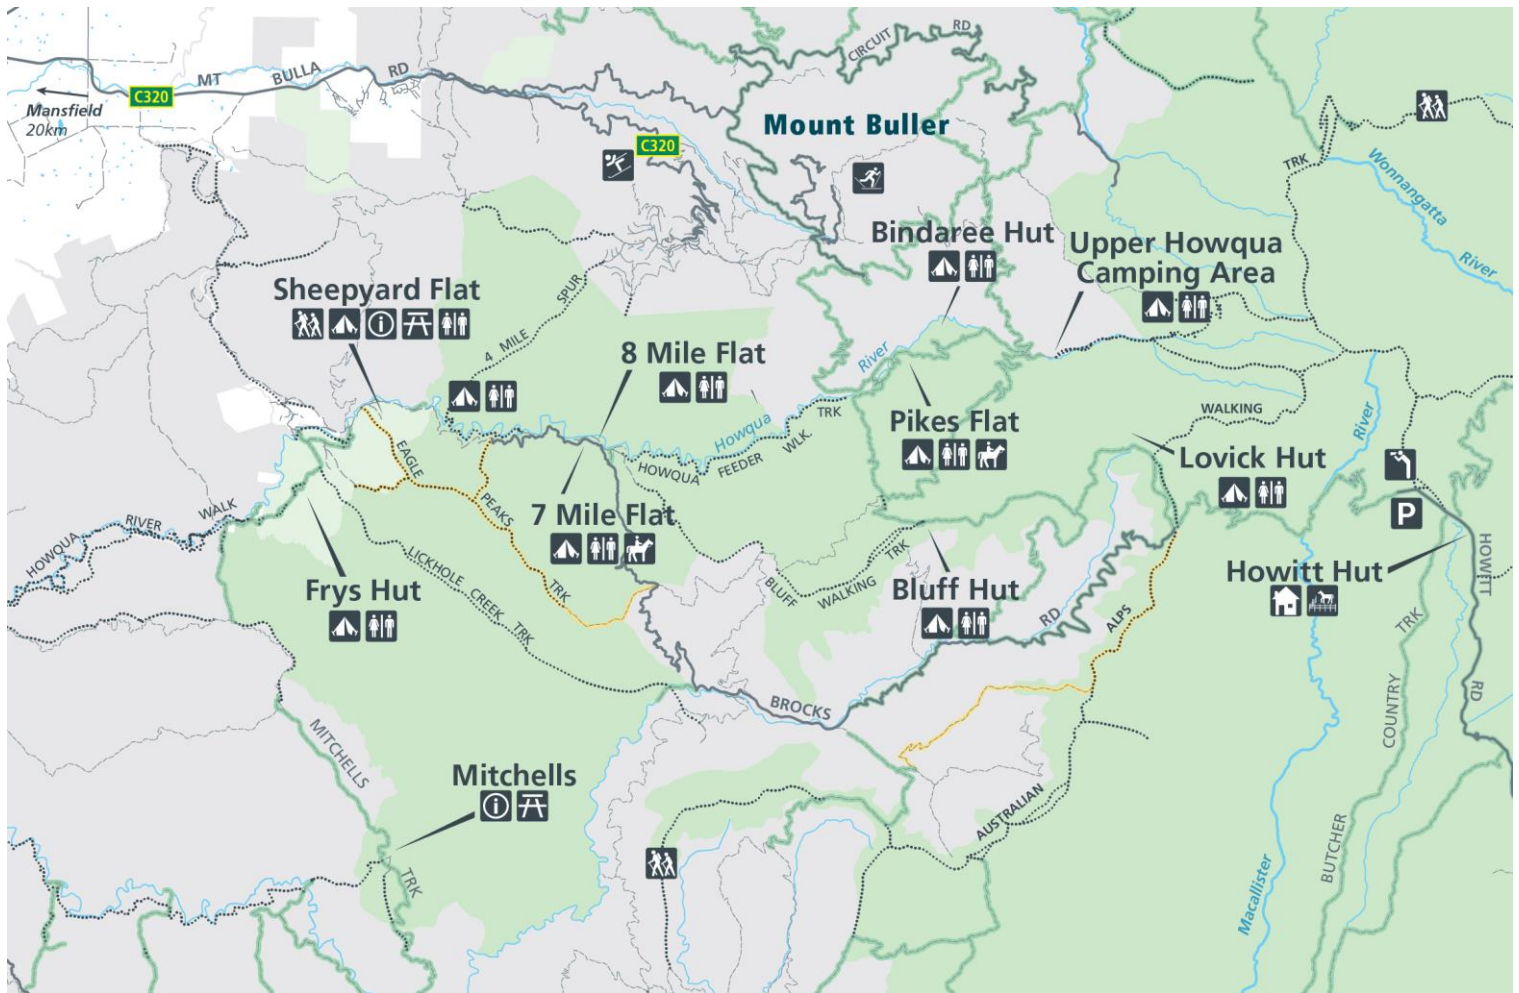 CIRCUIT RD
MT BULLA RD
C320
Mansfield
20km
C320
Mount Buller
TRK
Wonnangatta
River
Bindaree Hut
Upper Howqua
Camping Area
Sheepyard Flat
i
4 MILE SPUR
8 Mile Flat
River
Howqua
TRK
HOWQUA FEEDER WLK
Pikes Flat
WALKING
River
Lovick Hut
P
EAGLE
PEAKS
TRK
7 Mile Flat
HOWQUA RIVER WALK
LICKHOLE CREEK TRK
Frys Hut
BLUFF WALKING TRK
Bluff Hut
RD
ALPS
Howitt Hut
HOWITT
RD
TRK
COUNTRY
BUTCHER
BROCKS
MITCHELLS
TRK
Mitchells
i
AUSTRALIAN
Macallister